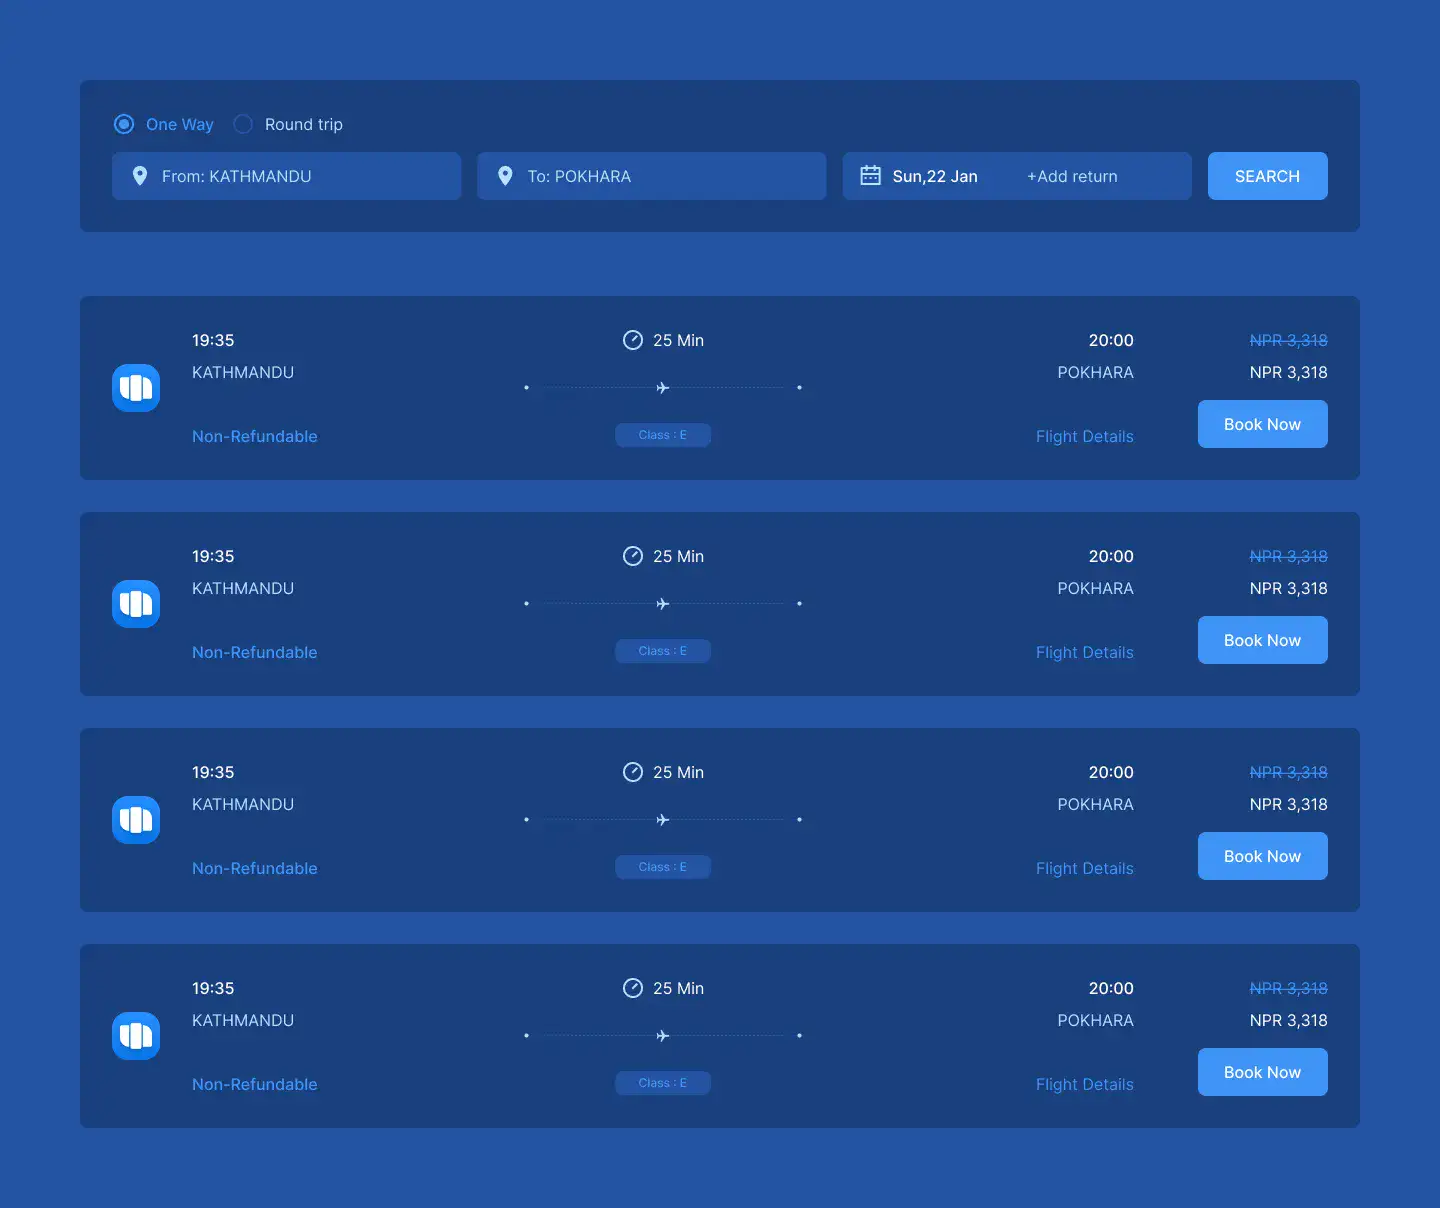 One Way Round trip
From: KATHMANDU To: POKHARA Sun,22 Jan +Add return SEARCH
19:35 25 Min 20:00 NPR 3,318
KATHMANDU POKHARA NPR 3,318
Book Now
Non-Refundable Class : E Flight Details
19:35 25 Min 20:00 NPR 3,318
KATHMANDU POKHARA NPR 3,318
Book Now
Non-Refundable Class : E Flight Details
19:35 25 Min 20:00 NPR 3,318
KATHMANDU POKHARA NPR 3,318
Book Now
Non-Refundable Class : E Flight Details
19:35 25 Min 20:00 NPR 3,318
KATHMANDU POKHARA NPR 3,318
Book Now
Non-Refundable Class : E Flight Details